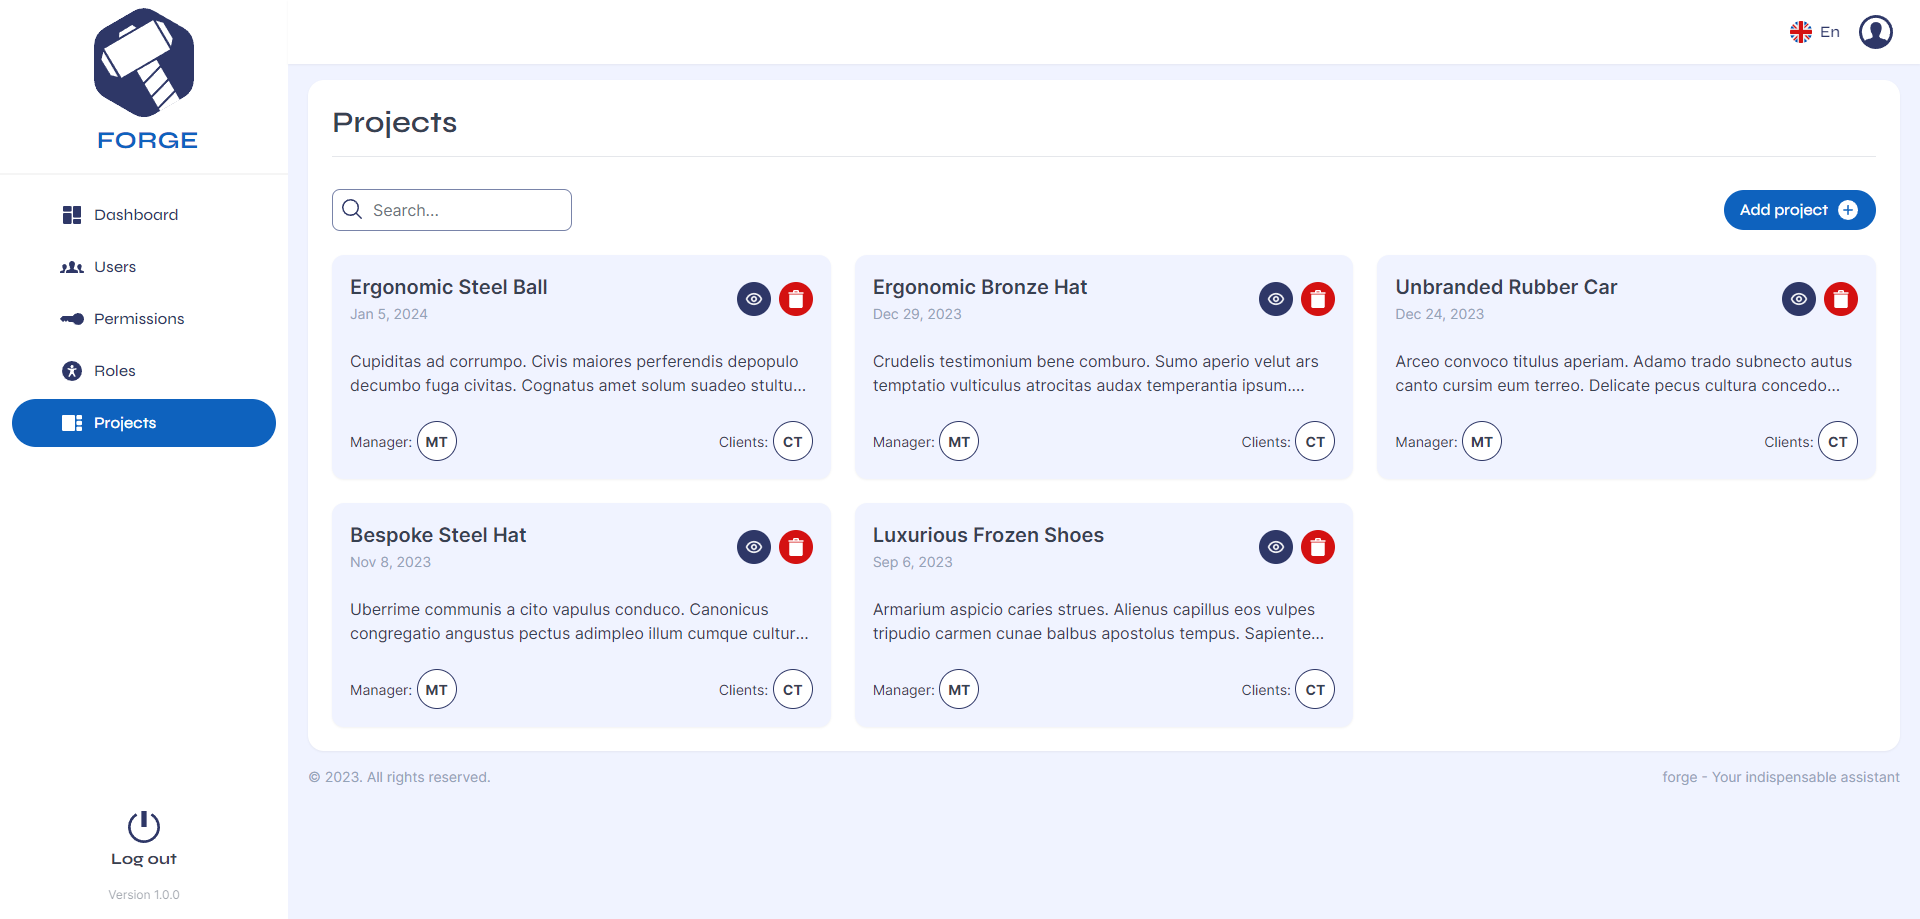 FORGE
Dashboard
Users
Permissions
Roles
Projects
Log out
Version 1.0.0
En
Projects
Search...
Add project
Ergonomic Steel Ball
Jan 5, 2024
Cupiditas ad corrumpo. Civis maiores perferendis depopulo
decumbo fuga civitas. Cognatus amet solum suadeo stultu...
Manager: MT
Clients: CT
Ergonomic Bronze Hat
Dec 29, 2023
Crudelis testimonium bene comburo. Sumo aperio velut ars
temptatio vulticulus atrocitas audax temperantia ipsum....
Manager: MT
Clients: CT
Unbranded Rubber Car
Dec 24, 2023
Arceo convoco titulus aperiam. Adamo trado subnecto autus
canto cursim eum terreo. Delicate pecus cultura concedo...
Manager: MT
Clients: CT
Bespoke Steel Hat
Nov 8, 2023
Uberrime communis a cito vapulus conduco. Canonicus
congregatio angustus pectus adimpleo illum cumque cultur...
Manager: MT
Clients: CT
Luxurious Frozen Shoes
Sep 6, 2023
Armarium aspicio caries strues. Alienus capillus eos vulpes
tripudio carmen cunae balbus apostolus tempus. Sapiente...
Manager: MT
Clients: CT
© 2023. All rights reserved.
forge - Your indispensable assistant